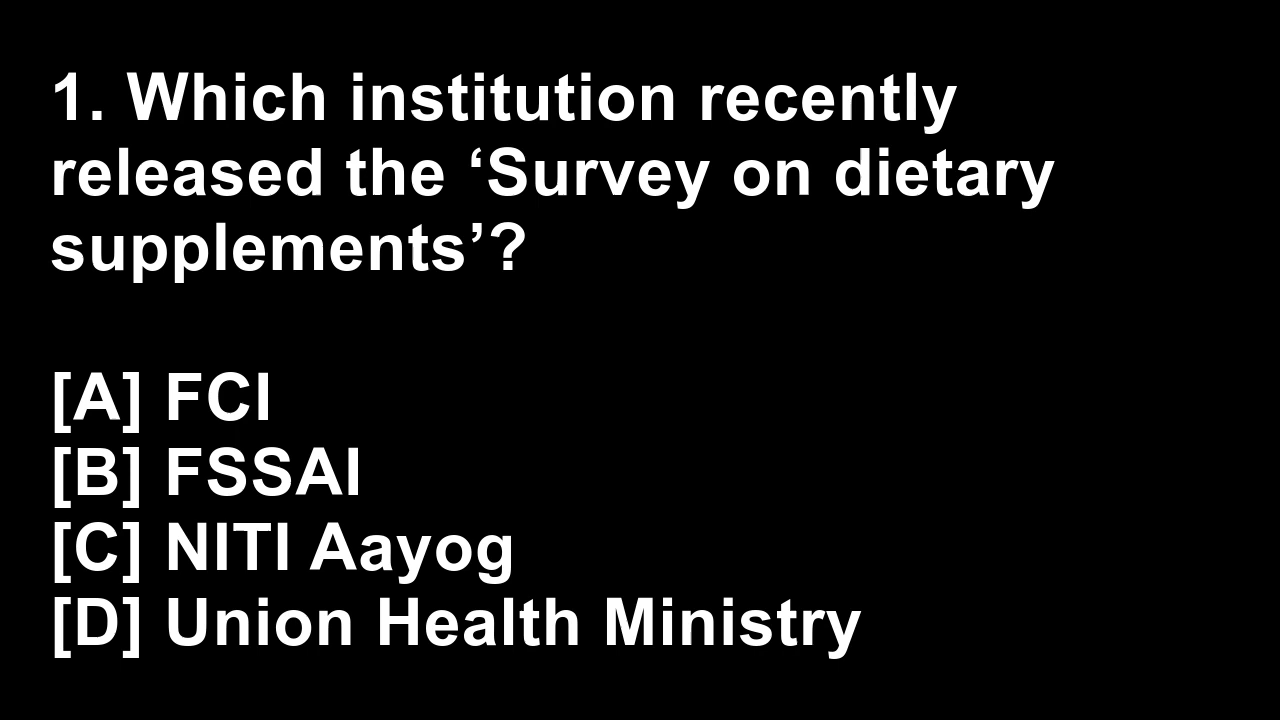 1. Which institution recently
released the ‘Survey on dietary
supplements’?
[A] FCI
[B] FSSAI
[C] NITI Aayog
[D] Union Health Ministry